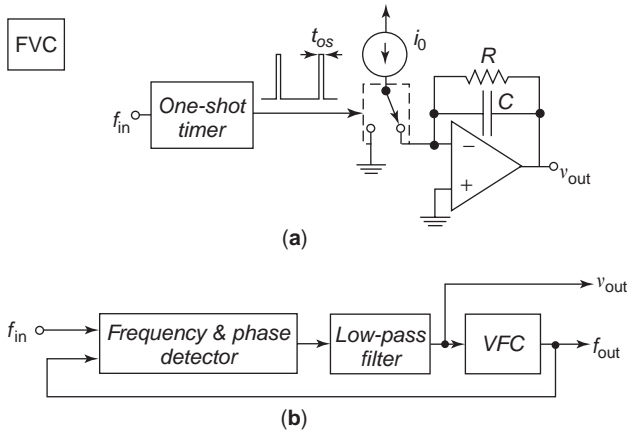 FVC
t_os
i_0
R
C
f_in
One-shot
timer
−
+
v_out
(a)
v_out
f_in
Frequency & phase
detector
Low-pass
filter
VFC
f_out
(b)